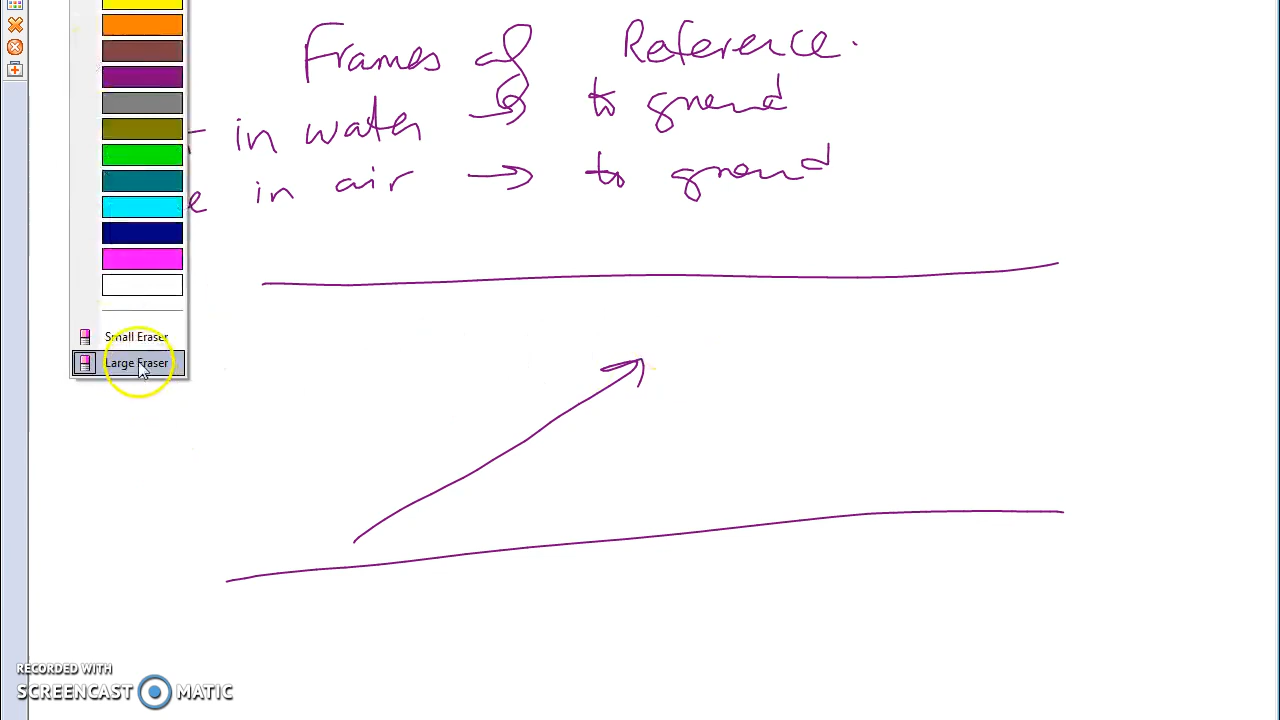 Frames of Reference.
in water → to ground
in air → to ground
Small Eraser
Large Eraser
RECORDED WITH
SCREENCAST MATIC